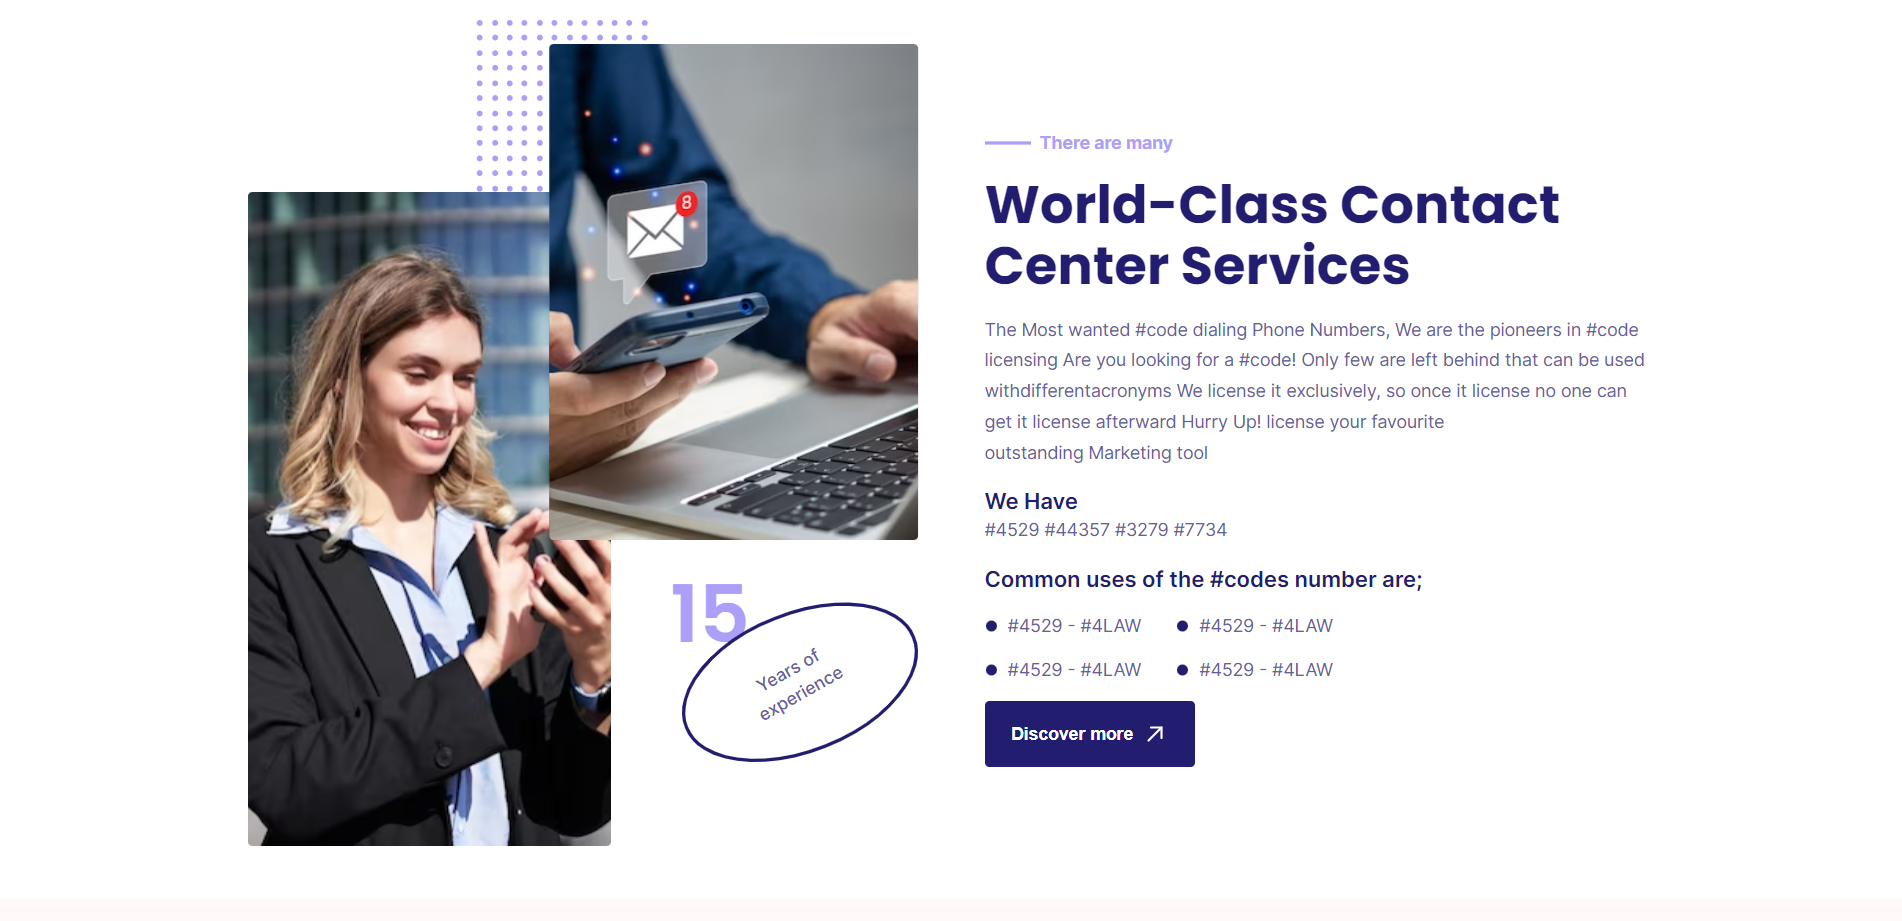 8
15
Years of
experience
There are many
World-Class Contact
Center Services
The Most wanted #code dialing Phone Numbers, We are the pioneers in #code
licensing Are you looking for a #code! Only few are left behind that can be used
withdifferentacronyms We license it exclusively, so once it license no one can
get it license afterward Hurry Up! license your favourite
outstanding Marketing tool
We Have
#4529 #44357 #3279 #7734
Common uses of the #codes number are;
#4529 - #4LAW
#4529 - #4LAW
#4529 - #4LAW
#4529 - #4LAW
Discover more